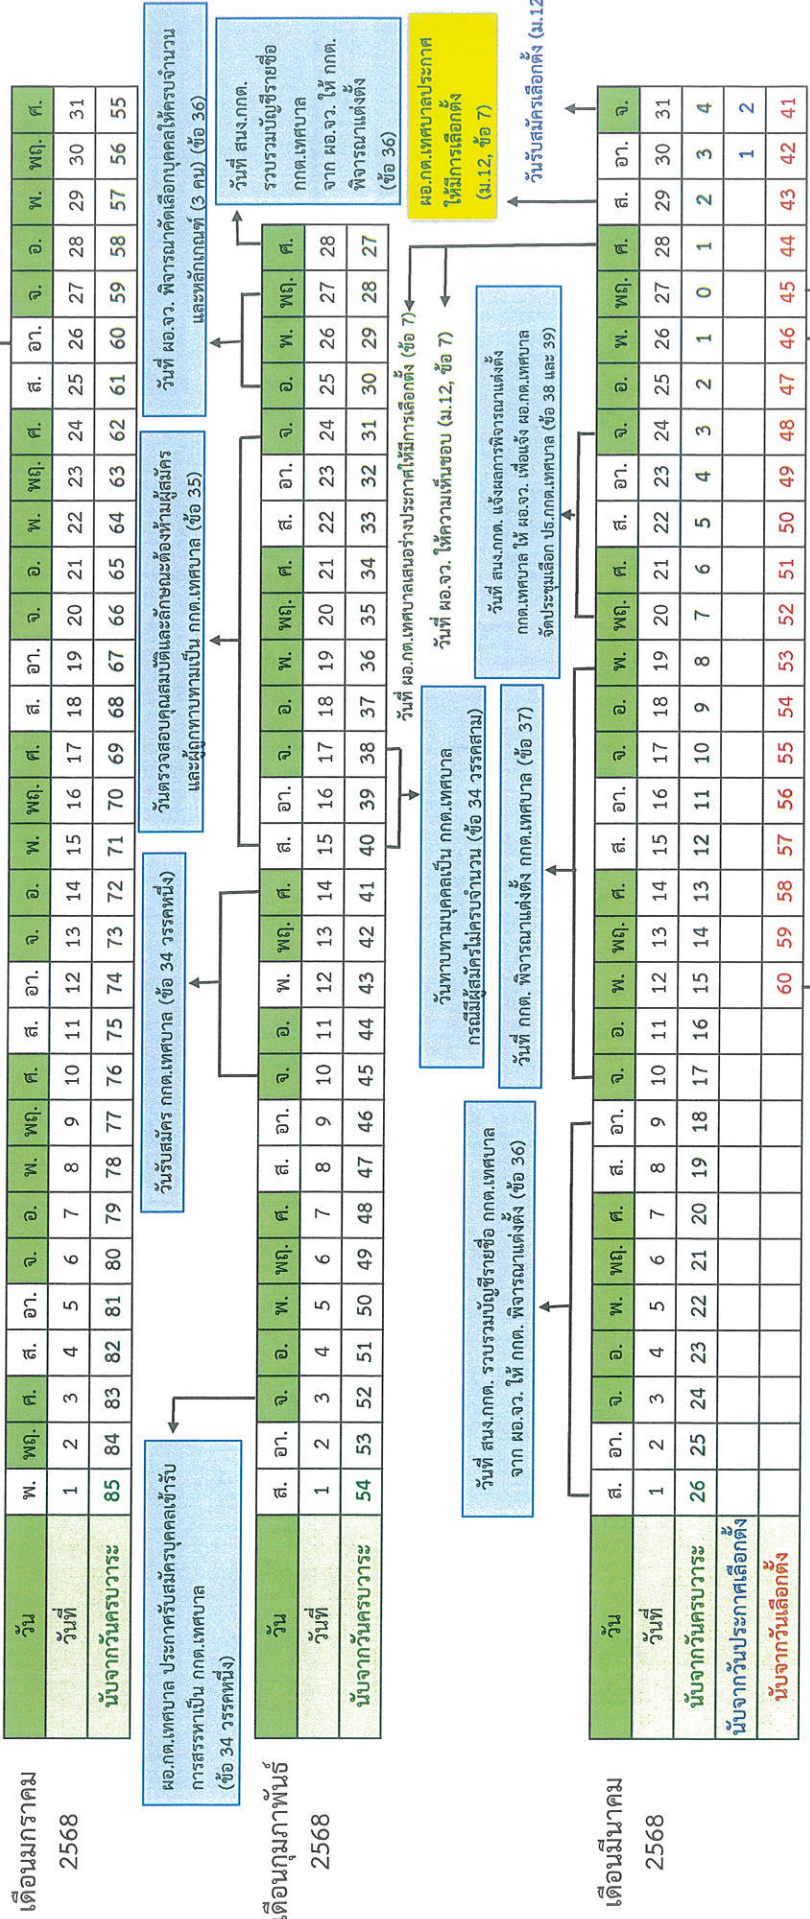 เดือนมกราคม
2568
วัน พ. พฤ. ศ. ส. อา. จ. อ. พ. พฤ. ศ. ส. อา. จ. อ. พ. พฤ. ศ. ส. อา. จ. อ. พ. พฤ. ศ. ส. อา. จ. อ. พ. พฤ. ศ.
วันที่ 1 2 3 4 5 6 7 8 9 10 11 12 13 14 15 16 17 18 19 20 21 22 23 24 25 26 27 28 29 30 31
นับจากวันครบวาระ 85 84 83 82 81 80 79 78 77 76 75 74 73 72 71 70 69 68 67 66 65 64 63 62 61 60 59 58 57 56 55
ผอ.กต.เทศบาล ประกาศรับสมัครบุคคลเข้ารับ
การสรรหาเป็น กกต.เทศบาล
(ข้อ 34 วรรคหนึ่ง)
วันรับสมัคร กกต.เทศบาล (ข้อ 34 วรรคหนึ่ง)
วันตรวจสอบคุณสมบัติและลักษณะต้องห้ามผู้สมัคร
และผู้ถูกทาบทามเป็น กกต.เทศบาล (ข้อ 35)
วันที่ ผอ.จว. พิจารณาคัดเลือกบุคคลให้ครบจำนวน
และหลักเกณฑ์ (3 คน) (ข้อ 36)
วันที่ สนง.กกต.
รวบรวมบัญชีรายชื่อ
กกต.เทศบาล
จาก ผอ.จว. ให้ กกต.
พิจารณาแต่งตั้ง
(ข้อ 36)
เดือนกุมภาพันธ์
2568
วัน ส. อา. จ. อ. พ. พฤ. ศ. ส. อา. จ. อ. พ. พฤ. ศ. ส. อา. จ. อ. พ. พฤ. ศ. ส. อา. จ. อ. พ. พฤ. ศ.
วันที่ 1 2 3 4 5 6 7 8 9 10 11 12 13 14 15 16 17 18 19 20 21 22 23 24 25 26 27 28
นับจากวันครบวาระ 54 53 52 51 50 49 48 47 46 45 44 43 42 41 40 39 38 37 36 35 34 33 32 31 30 29 28 27
วันที่ ผอ.กต.เทศบาลเสนอร่างประกาศให้มีการเลือกตั้ง (ข้อ 7)
วันที่ ผอ.จว. ให้ความเห็นชอบ (ม.12, ข้อ 7)
ผอ.กต.เทศบาลประกาศ
ให้มีการเลือกตั้ง
(ม.12, ข้อ 7)
วันทาบทามบุคคลเป็น กกต.เทศบาล
กรณีมีผู้สมัครไม่ครบจำนวน (ข้อ 34 วรรคสาม)
วันที่ สนง.กกต. รวบรวมบัญชีรายชื่อ กกต.เทศบาล
จาก ผอ.จว. ให้ กกต. พิจารณาแต่งตั้ง (ข้อ 36)
วันที่ กกต. พิจารณาแต่งตั้ง กกต.เทศบาล (ข้อ 37)
วันที่ สนง.กกต. แจ้งผลการพิจารณาแต่งตั้ง
กกต.เทศบาล ให้ ผอ.จว. เพื่อแจ้ง ผอ.กต.เทศบาล
จัดประชุมเลือก ปธ.กกต.เทศบาล (ข้อ 38 และ 39)
วันรับสมัครเลือกตั้ง (ม.12
เดือนมีนาคม
2568
วัน ส. อา. จ. อ. พ. พฤ. ศ. ส. อา. จ. อ. พ. พฤ. ศ. ส. อา. จ. อ. พ. พฤ. ศ. ส. อา. จ. อ. พ. พฤ. ศ. ส. อา. จ.
วันที่ 1 2 3 4 5 6 7 8 9 10 11 12 13 14 15 16 17 18 19 20 21 22 23 24 25 26 27 28 29 30 31
นับจากวันครบวาระ 26 25 24 23 22 21 20 19 18 17 16 15 14 13 12 11 10 9 8 7 6 5 4 3 2 1 0 1 2 3 4
นับจากวันประกาศเลือกตั้ง 1 2
นับจากวันเลือกตั้ง 60 59 58 57 56 55 54 53 52 51 50 49 48 47 46 45 44 43 42 41